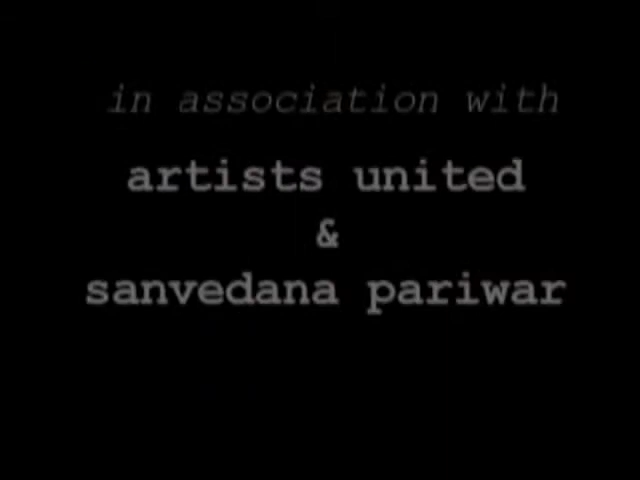 in association with
artists united
&
sanvedana pariwar